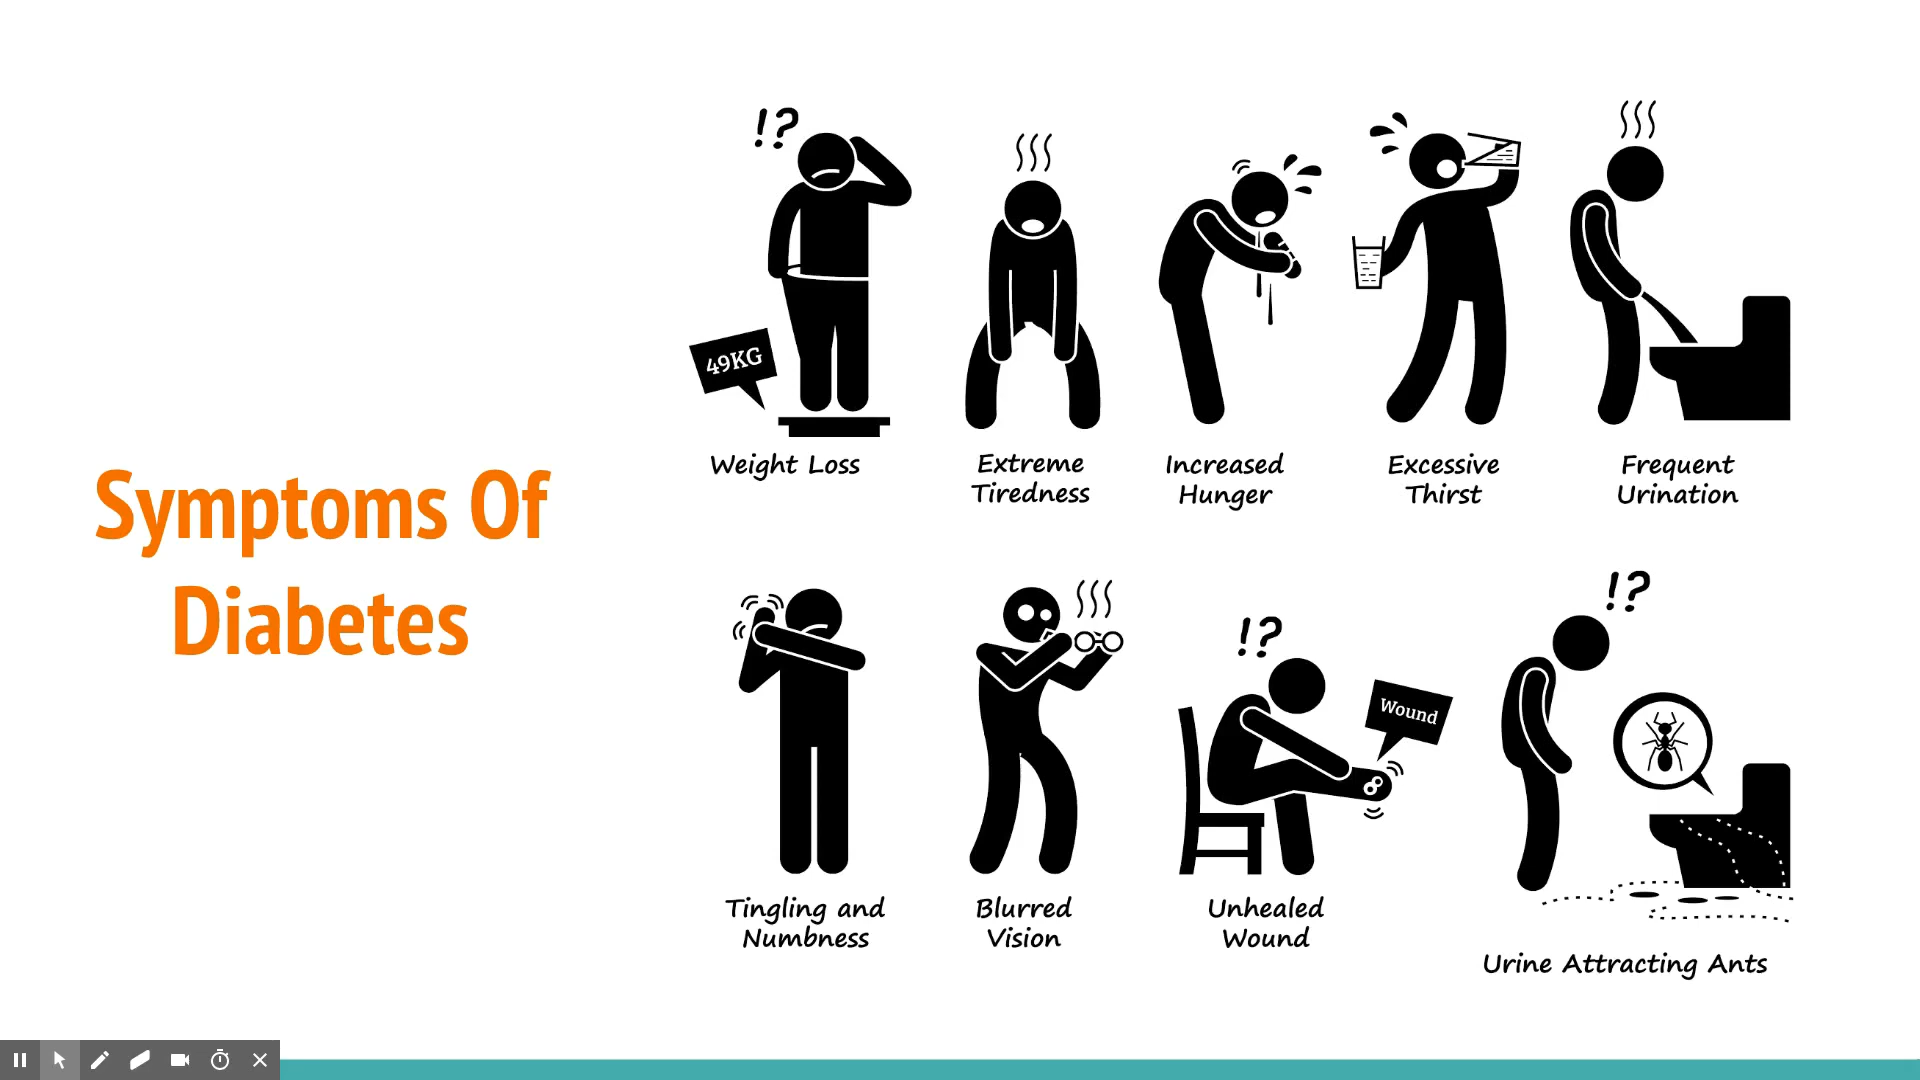 Symptoms Of
Diabetes
!?
49KG
Weight Loss
Extreme
Tiredness
Increased
Hunger
Excessive
Thirst
Frequent
Urination
Tingling and
Numbness
Blurred
Vision
!?
Wound
Unhealed
Wound
!?
Urine Attracting Ants